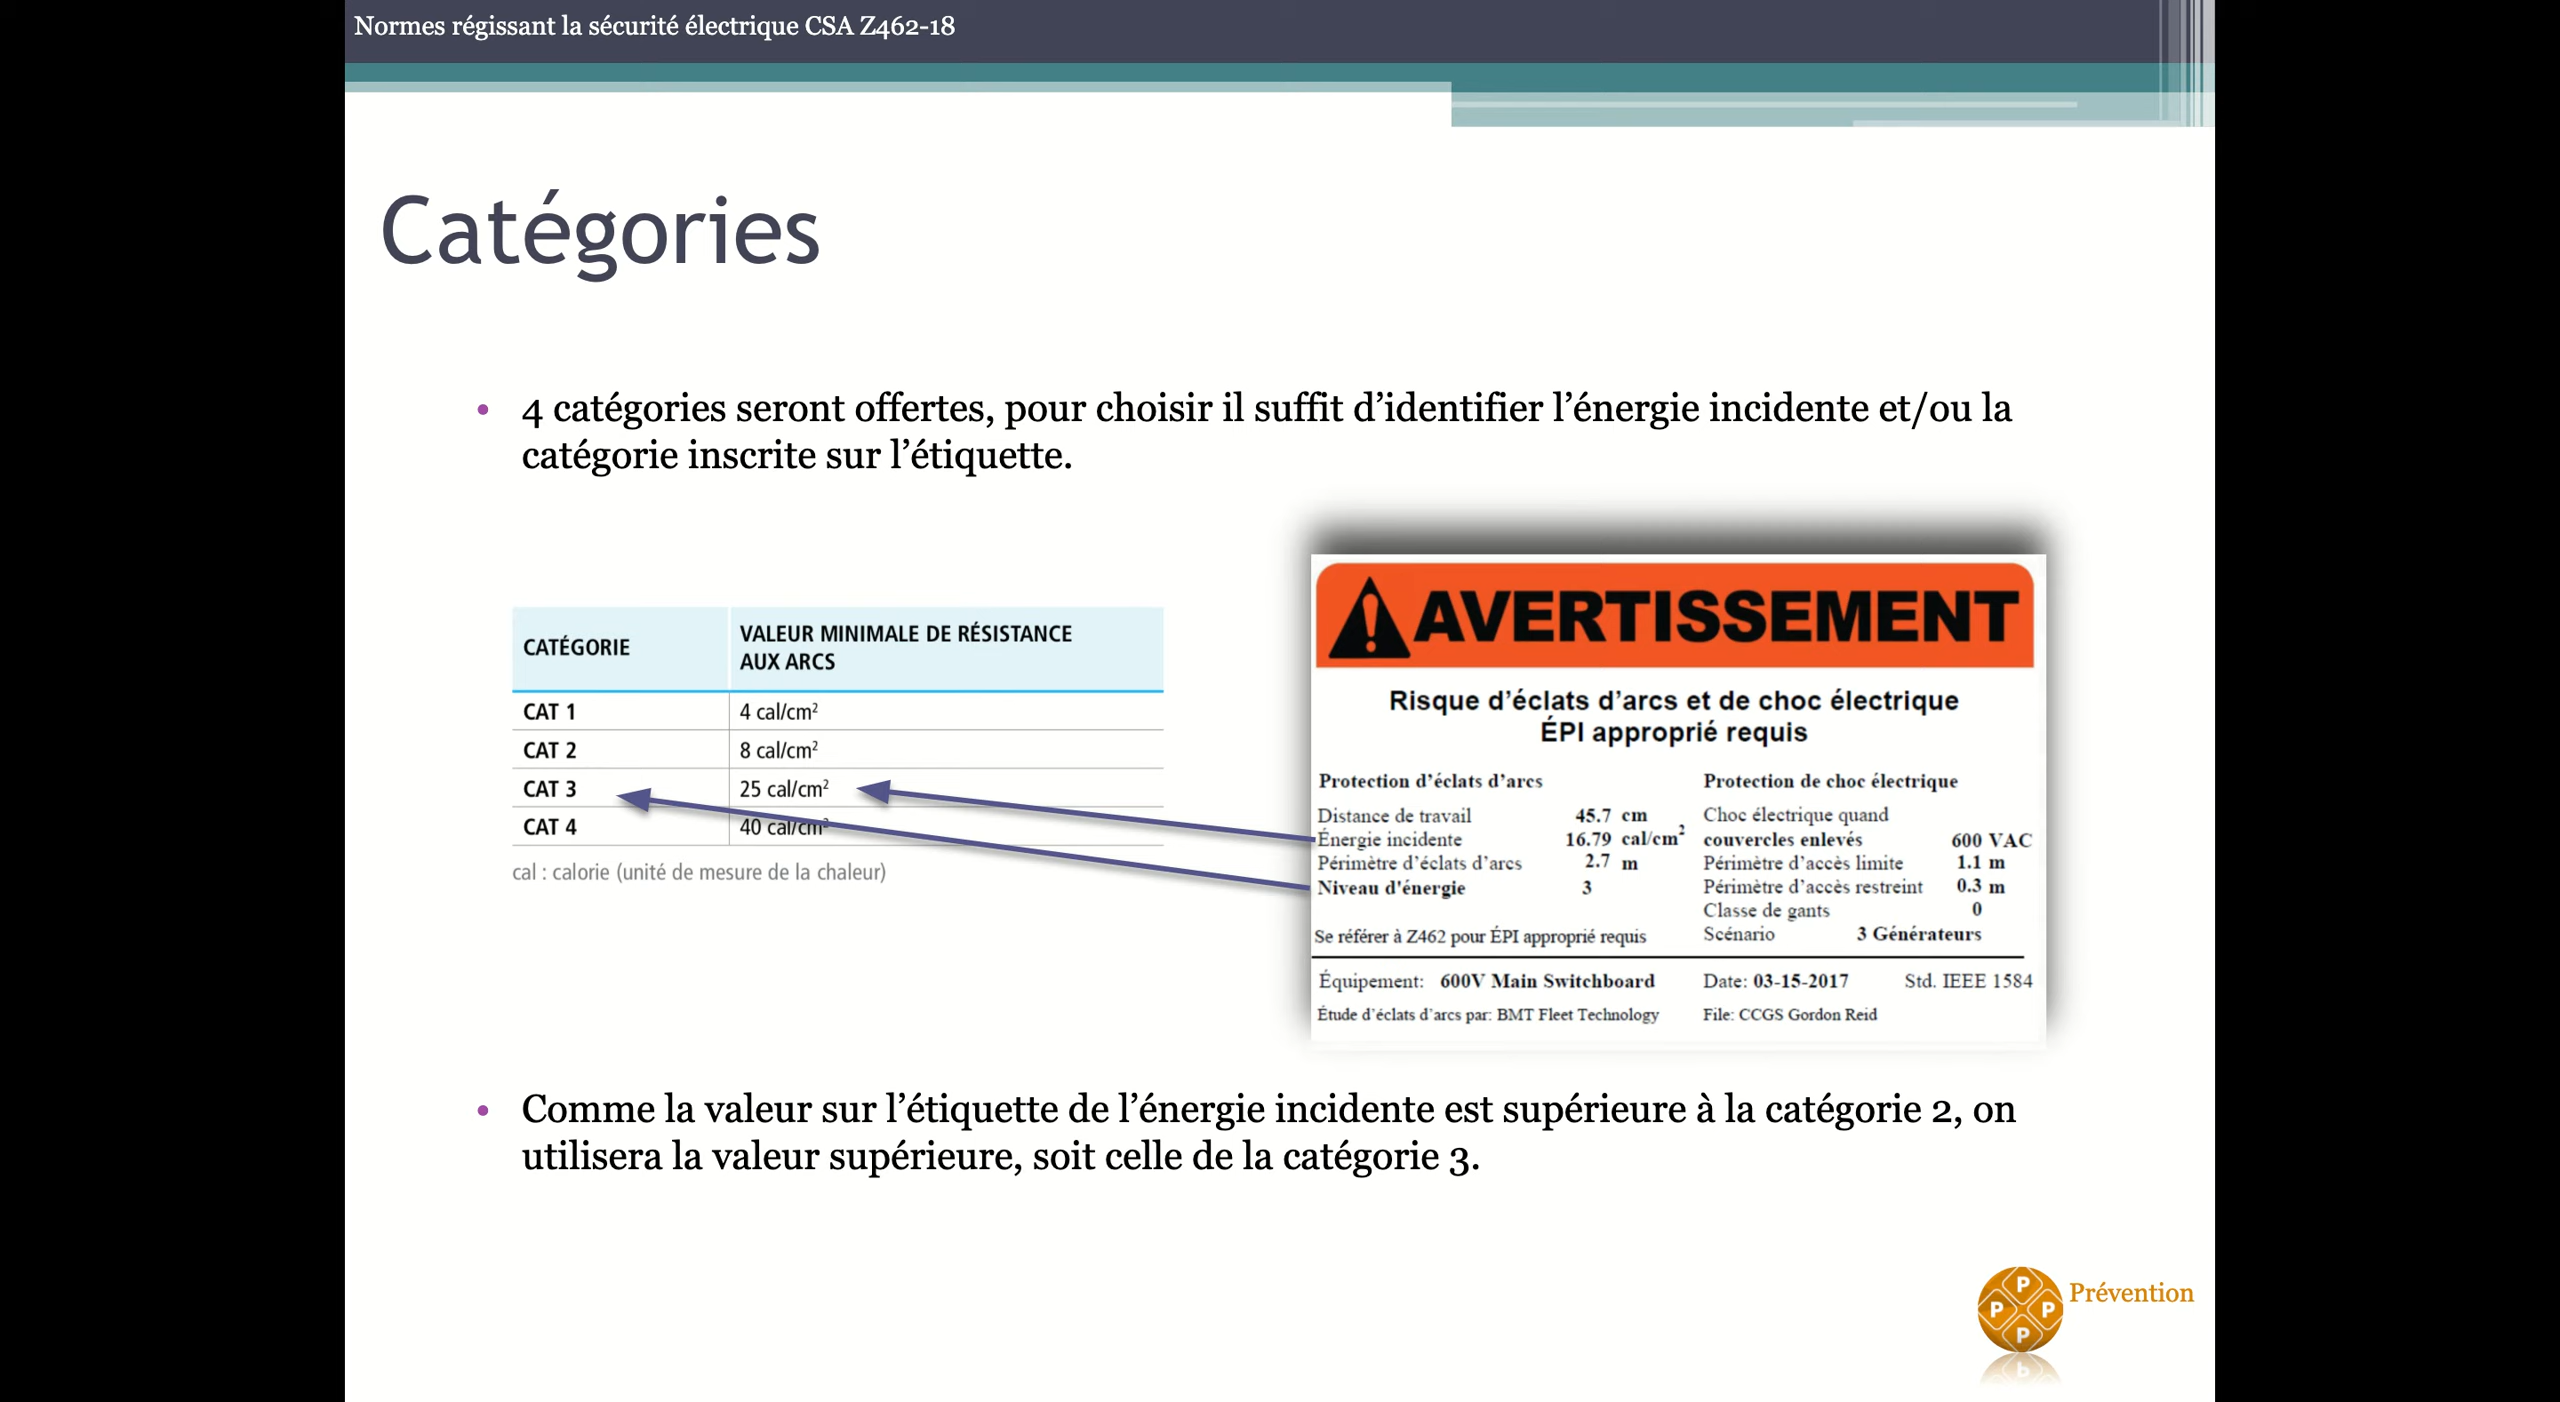 Normes régissant la sécurité électrique CSA Z462-18
Catégories
• 4 catégories seront offertes, pour choisir il suffit d’identifier l’énergie incidente et/ou la
catégorie inscrite sur l’étiquette.
CATÉGORIE VALEUR MINIMALE DE RÉSISTANCE
AUX ARCS
CAT 1 4 cal/cm²
CAT 2 8 cal/cm²
CAT 3 25 cal/cm²
CAT 4 40 cal/cm²
cal : calorie (unité de mesure de la chaleur)
AVERTISSEMENT
Risque d’éclats d’arcs et de choc électrique
ÉPI approprié requis
Protection d’éclats d’arcs
Distance de travail 45.7 cm
Énergie incidente 16.79 cal/cm²
Périmètre d’éclats d’arcs 2.7 m
Niveau d'énergie 3
Se référer à Z462 pour ÉPI approprié requis
Protection de choc électrique
Choc électrique quand
couvercles enlevés 600 VAC
Périmètre d’accès limite 1.1 m
Périmètre d’accès restreint 0.3 m
Classe de gants 0
Scénario 3 Générateurs
Équipement: 600V Main Switchboard Date: 03-15-2017 Std. IEEE 1584
Étude d’éclats d’arcs par: BMT Fleet Technology File: CCGS Gordon Reid
• Comme la valeur sur l’étiquette de l’énergie incidente est supérieure à la catégorie 2, on
utilisera la valeur supérieure, soit celle de la catégorie 3.
P
P P
P
Prévention